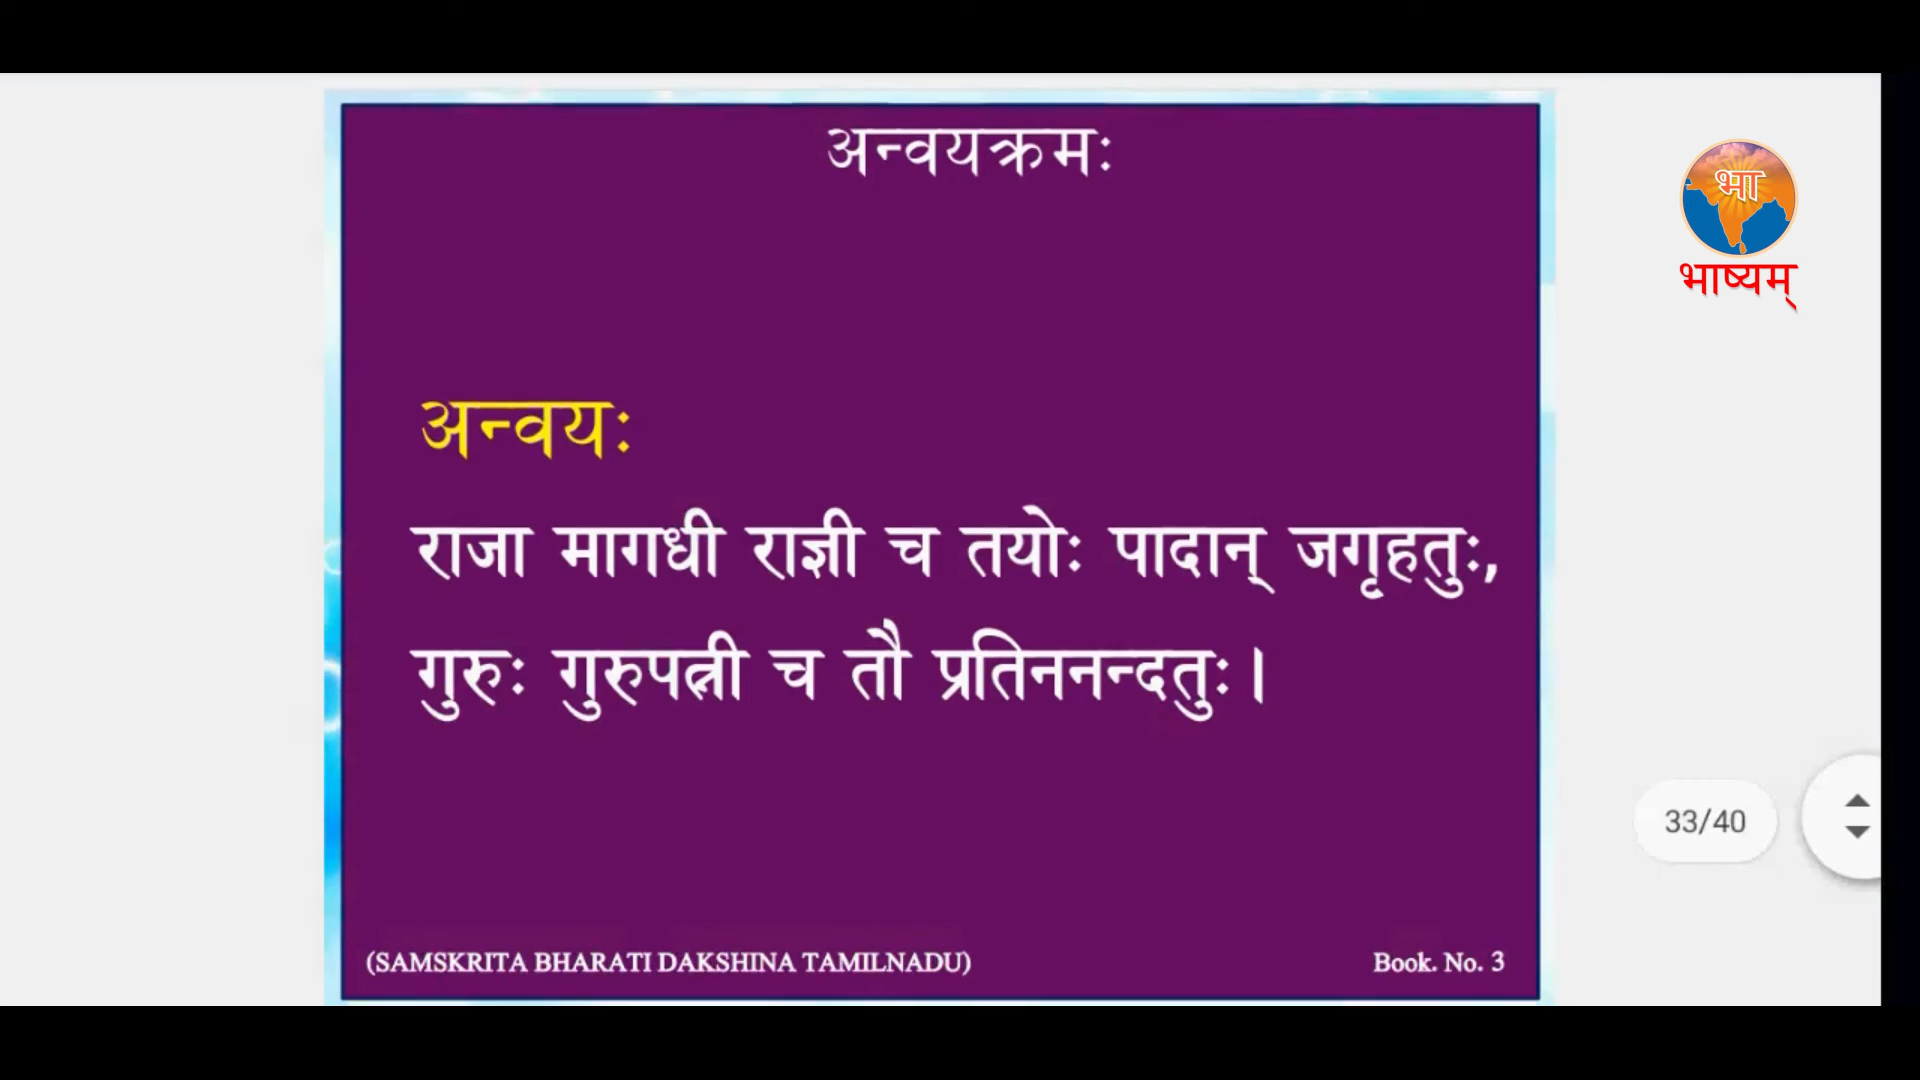 अन्वयक्रमः
भा
भाष्यम्
अन्वयः
राजा मागधी राज्ञी च तयोः पादान् जगृहतुः,
गुरुः गुरुपत्नी च तौ प्रतिननन्दतुः।
33/40
(SAMSKRITA BHARATI DAKSHINA TAMILNADU)
Book. No. 3